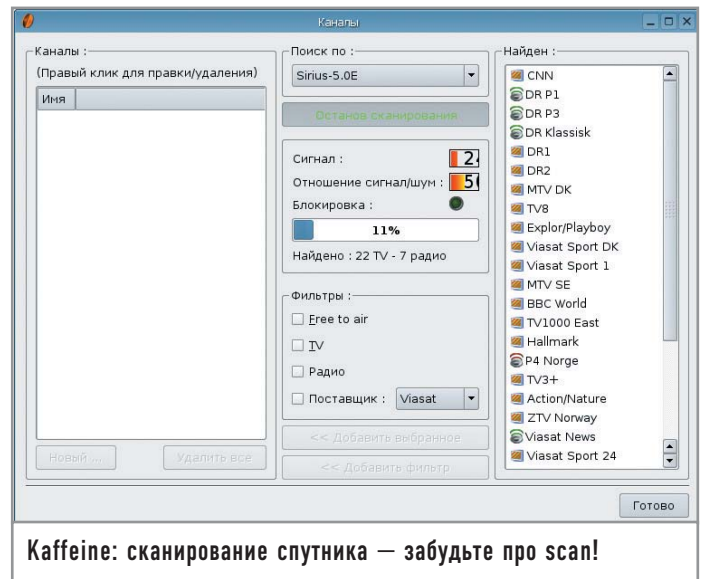 Каналы
Каналы :
(Правый клик для правки/удаления)
Имя
Новый ...
Удалить все
Поиск по :
Sirius-5.0E
Останов сканирования
Сигнал :
Отношение сигнал/шум :
Блокировка :
11%
Найдено : 22 TV - 7 радио
Фильтры :
Free to air
TV
Радио
Поставщик :
Viasat
<< Добавить выбранное
<< Добавить фильтр
Найден :
CNN
DR P1
DR P3
DR Klassisk
DR1
DR2
MTV DK
TV8
Explor/Playboy
Viasat Sport DK
Viasat Sport 1
MTV SE
BBC World
TV1000 East
Hallmark
P4 Norge
TV3+
Action/Nature
ZTV Norway
Viasat News
Viasat Sport 24
Готово
Kaffeine: сканирование спутника — забудьте про scan!